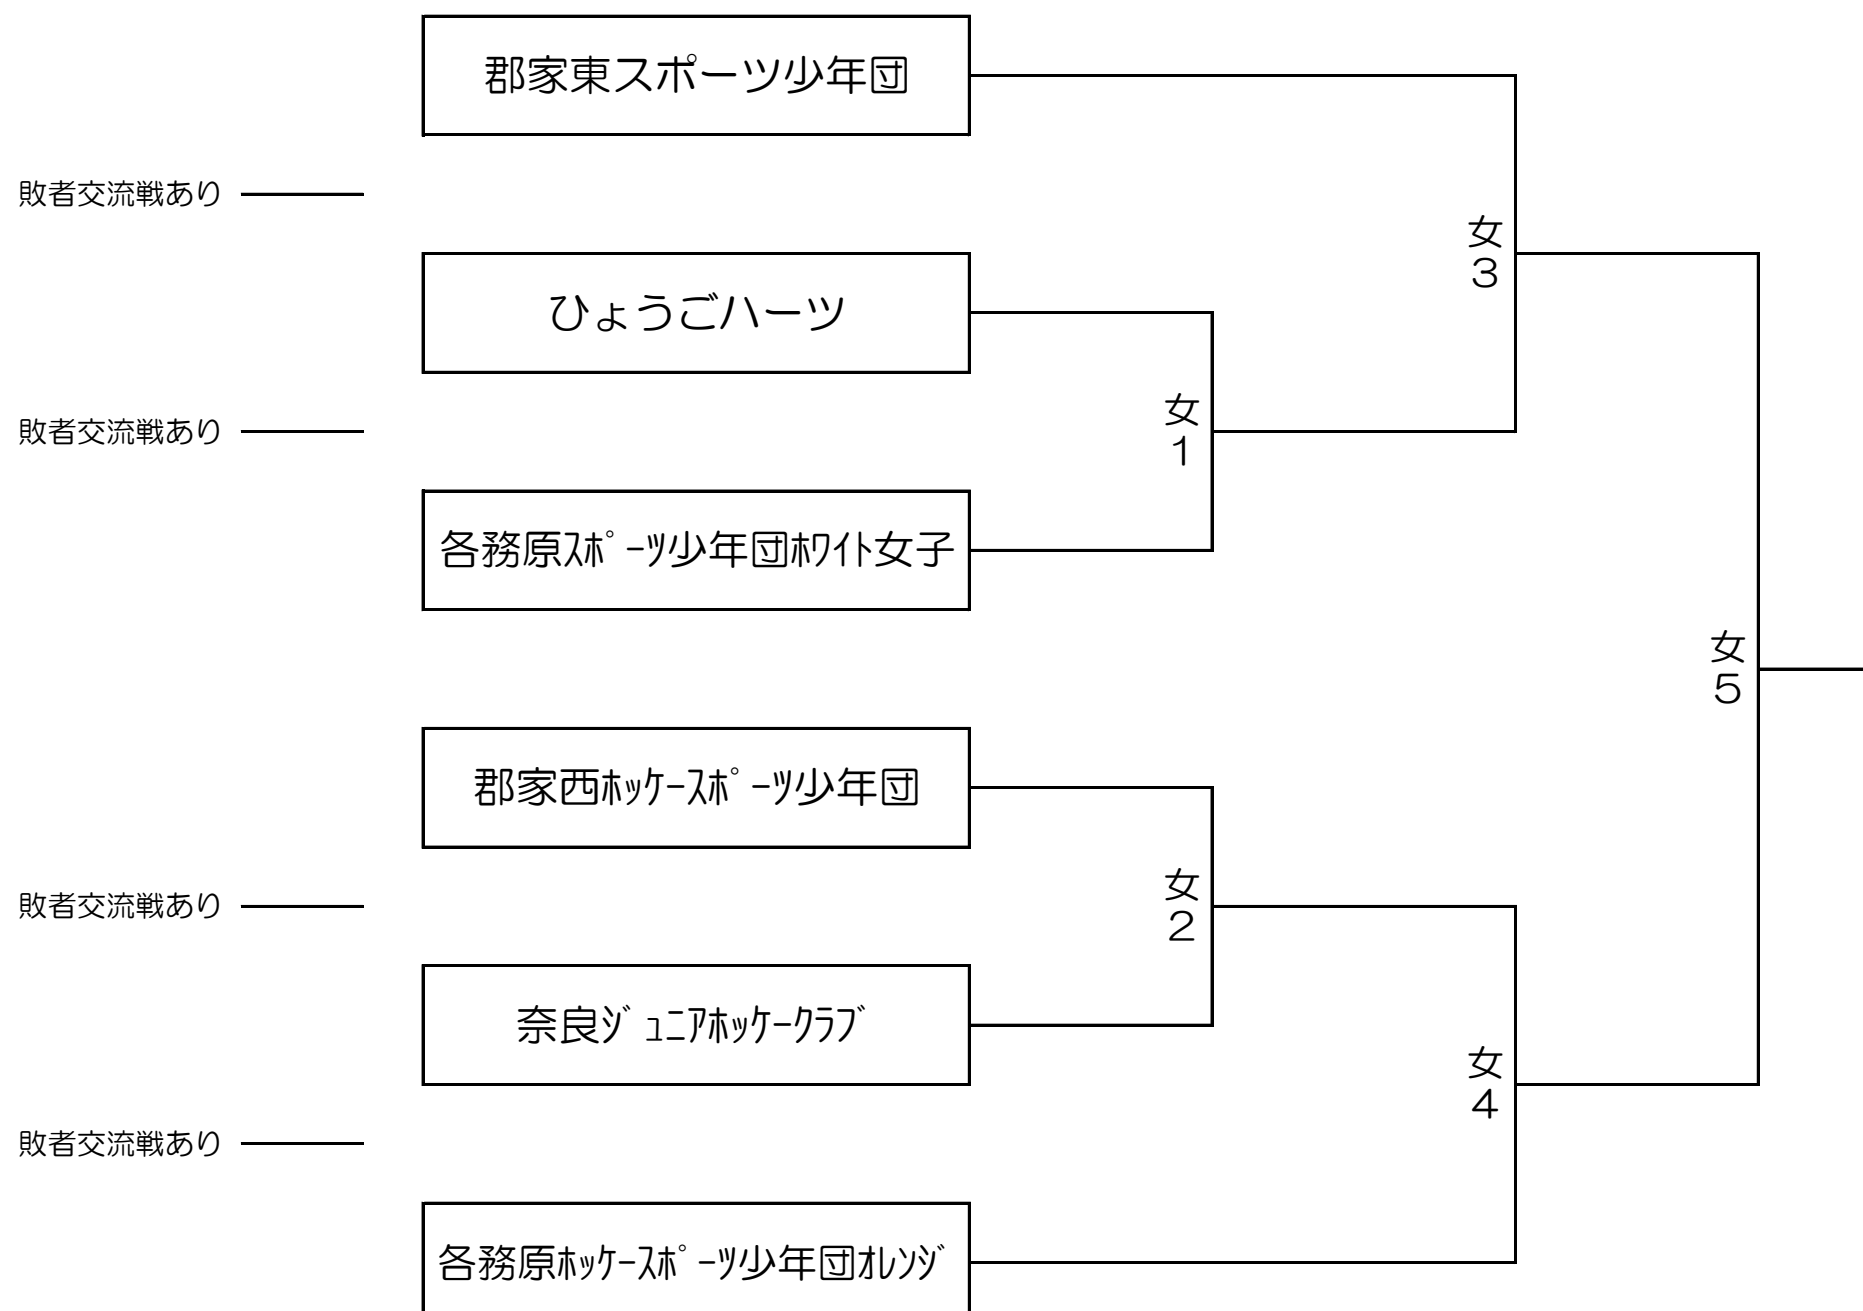 郡家東スポーツ少年団
敗者交流戦あり
女3
ひょうごハーツ
女1
敗者交流戦あり
各務原ｽﾎﾟｰﾂ少年団ﾎﾜｲﾄ女子
女5
郡家西ﾎｯｹｰｽﾎﾟｰﾂ少年団
女2
敗者交流戦あり
奈良ｼﾞｭﾆｱﾎｯｹｰｸﾗﾌﾞ
女4
敗者交流戦あり
各務原ﾎｯｹｰｽﾎﾟｰﾂ少年団ｵﾚﾝｼﾞ